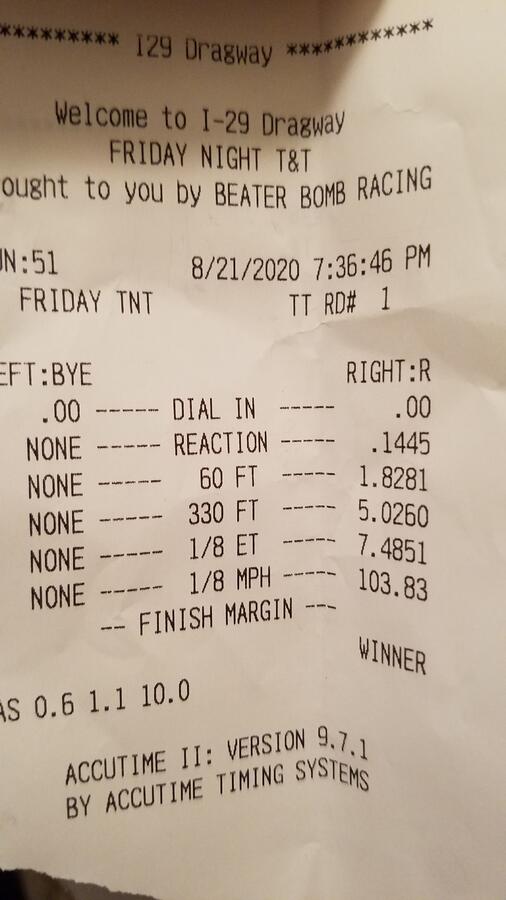 ********* I29 Dragway ************
Welcome to I-29 Dragway
FRIDAY NIGHT T&T
ought to you by BEATER BOMB RACING
UN:51 8/21/2020 7:36:46 PM
FRIDAY TNT TT RD# 1
EFT:BYE RIGHT:R
.00 ----- DIAL IN ----- .00
NONE ----- REACTION ----- .1445
NONE ----- 60 FT ----- 1.8281
NONE ----- 330 FT ----- 5.0260
NONE ----- 1/8 ET ----- 7.4851
NONE ----- 1/8 MPH ----- 103.83
-- FINISH MARGIN ---
WINNER
AS 0.6 1.1 10.0
ACCUTIME II: VERSION 9.7.1
BY ACCUTIME TIMING SYSTEMS